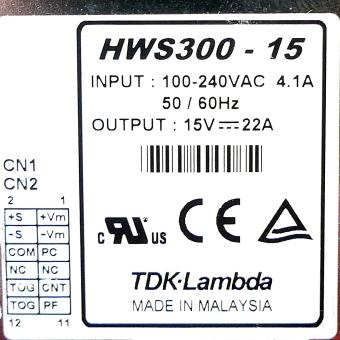 HWS300 - 15
INPUT : 100-240VAC 4.1A
50 / 60Hz
OUTPUT : 15V⎓22A
CN1
CN2
2 1
+S +Vm
-S -Vm
COM PC
NC NC
TOG CNT
TOG PF
12 11
c RU US CE
TDK·Lambda
MADE IN MALAYSIA